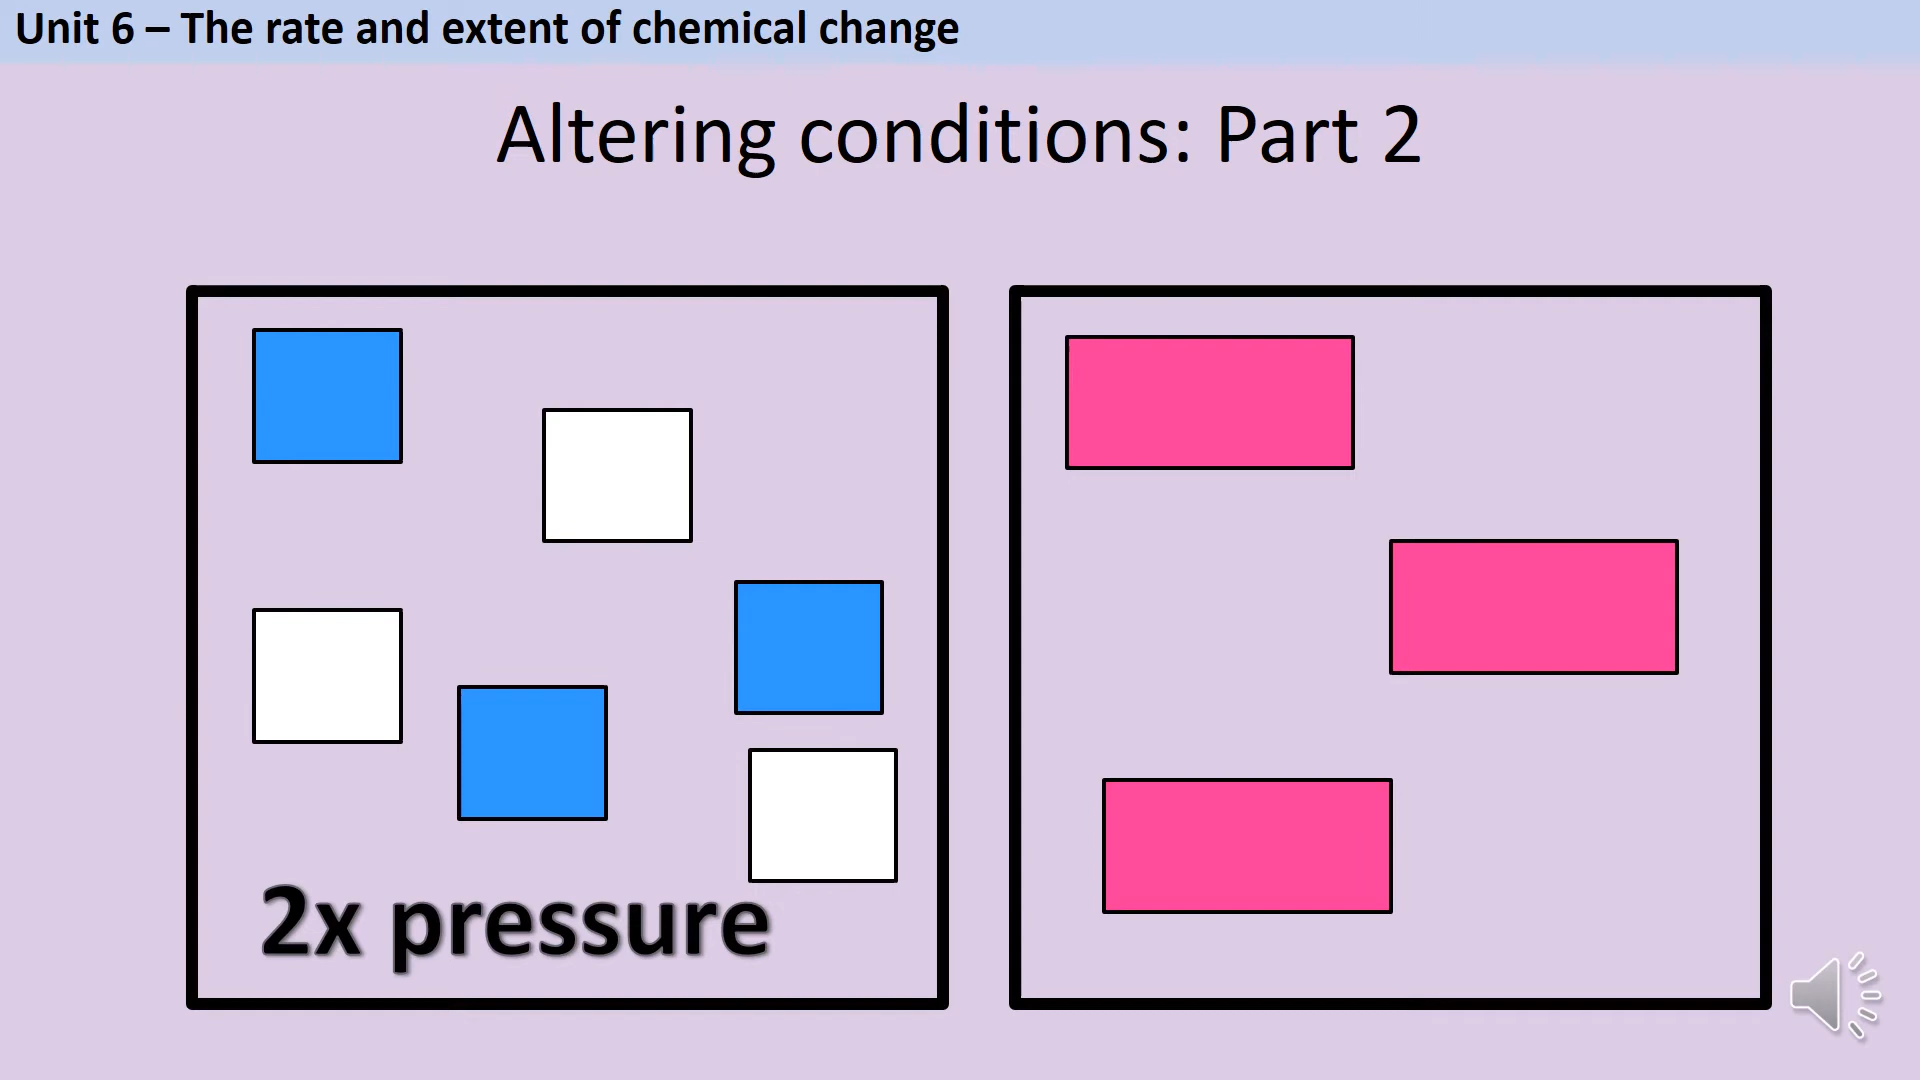 Unit 6 – The rate and extent of chemical change
Altering conditions: Part 2
2x pressure